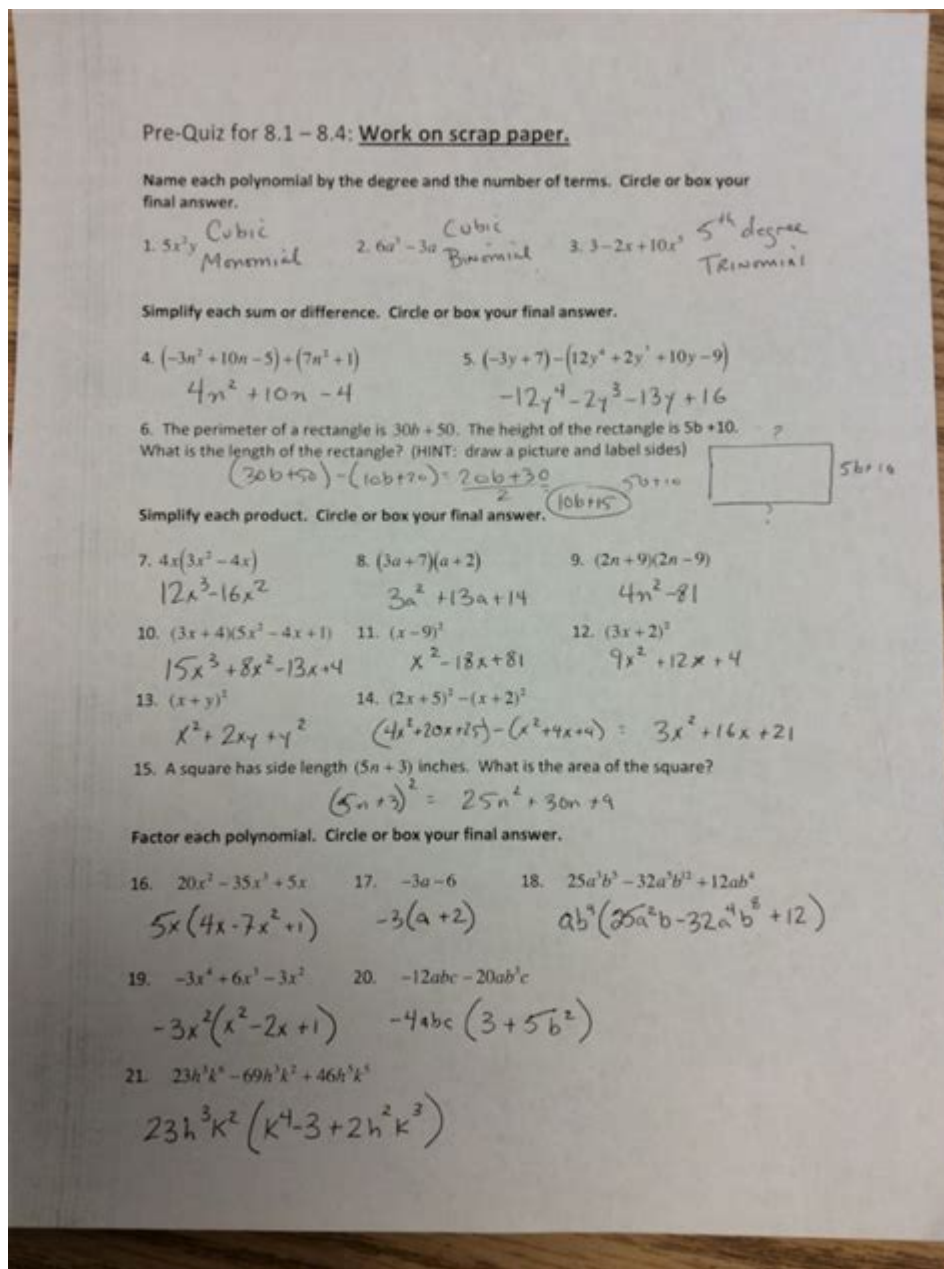 Pre-Quiz for 8.1 – 8.4: Work on scrap paper.
Name each polynomial by the degree and the number of terms. Circle or box your
final answer.
1. 5x²y Cubic Monomial 2. 6a³ – 3a Cubic Binomial 3. 3 – 2x + 10x⁵ 5th degree TRINOMIAL
Simplify each sum or difference. Circle or box your final answer.
4. (–3n² + 10n – 5) + (7n² + 1) 5. (–3y + 7) – (12y⁴ + 2y³ + 10y – 9)
4n² + 10n – 4 –12y⁴ – 2y³ – 13y + 16
6. The perimeter of a rectangle is 30b + 50. The height of the rectangle is 5b +10. ?
What is the length of the rectangle? (HINT: draw a picture and label sides)
(30b+50) – (10b+20) = 20b+30 5b+10 5b+10
2 10b+15 ?
Simplify each product. Circle or box your final answer.
7. 4x(3x² – 4x) 8. (3a + 7)(a + 2) 9. (2n + 9)(2n – 9)
12x³ – 16x² 3a² + 13a + 14 4n² – 81
10. (3x + 4)(5x² – 4x + 1) 11. (x – 9)² 12. (3x + 2)²
15x³ + 8x² – 13x + 4 x² – 18x + 81 9x² + 12x + 4
13. (x + y)² 14. (2x + 5)² – (x + 2)²
x² + 2xy + y² (4x² + 20x + 25) – (x² + 4x + 4) = 3x² + 16x + 21
15. A square has side length (5n + 3) inches. What is the area of the square?
(5n + 3)² = 25n² + 30n + 9
Factor each polynomial. Circle or box your final answer.
16. 20x² – 35x³ + 5x 17. –3a – 6 18. 25a³b⁵ – 32a⁵b¹² + 12ab⁴
5x(4x – 7x² + 1) –3(a + 2) ab⁴(25a²b – 32a⁴b⁸ + 12)
19. –3x⁴ + 6x³ – 3x² 20. –12abc – 20ab³c
–3x²(x² – 2x + 1) –4abc(3 + 5b²)
21. 23h³k⁶ – 69h³k² + 46h⁵k⁵
23h³k²(k⁴ – 3 + 2h²k³)